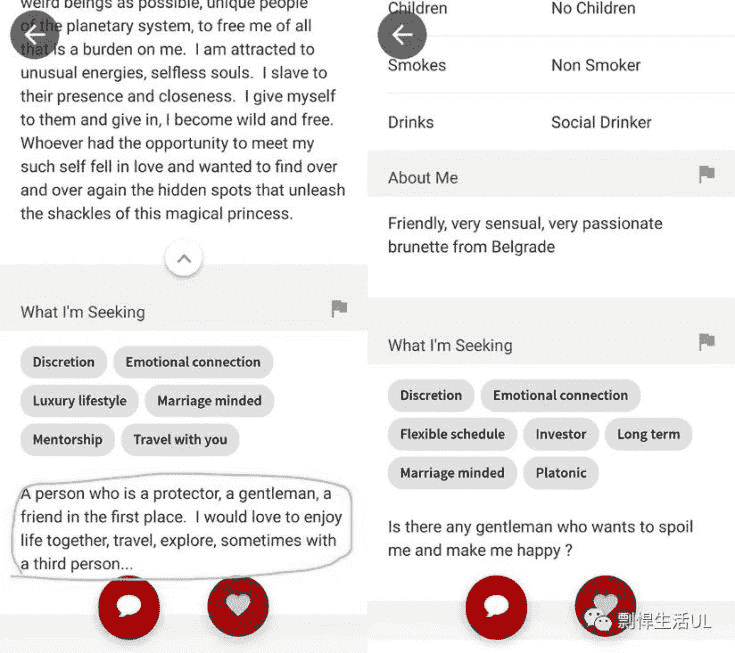 weird beings as possible, unique people
of the planetary system, to free me of all
that is a burden on me. I am attracted to
unusual energies, selfless souls. I slave to
their presence and closeness. I give myself
to them and give in, I become wild and free.
Whoever had the opportunity to meet my
such self fell in love and wanted to find over
and over again the hidden spots that unleash
the shackles of this magical princess.
What I'm Seeking
Discretion
Emotional connection
Luxury lifestyle
Marriage minded
Mentorship
Travel with you
A person who is a protector, a gentleman, a
friend in the first place. I would love to enjoy
life together, travel, explore, sometimes with
a third person...
Children No Children
Smokes Non Smoker
Drinks Social Drinker
About Me
Friendly, very sensual, very passionate
brunette from Belgrade
What I'm Seeking
Discretion
Emotional connection
Flexible schedule
Investor
Long term
Marriage minded
Platonic
Is there any gentleman who wants to spoil
me and make me happy ?
剽悍生活UL